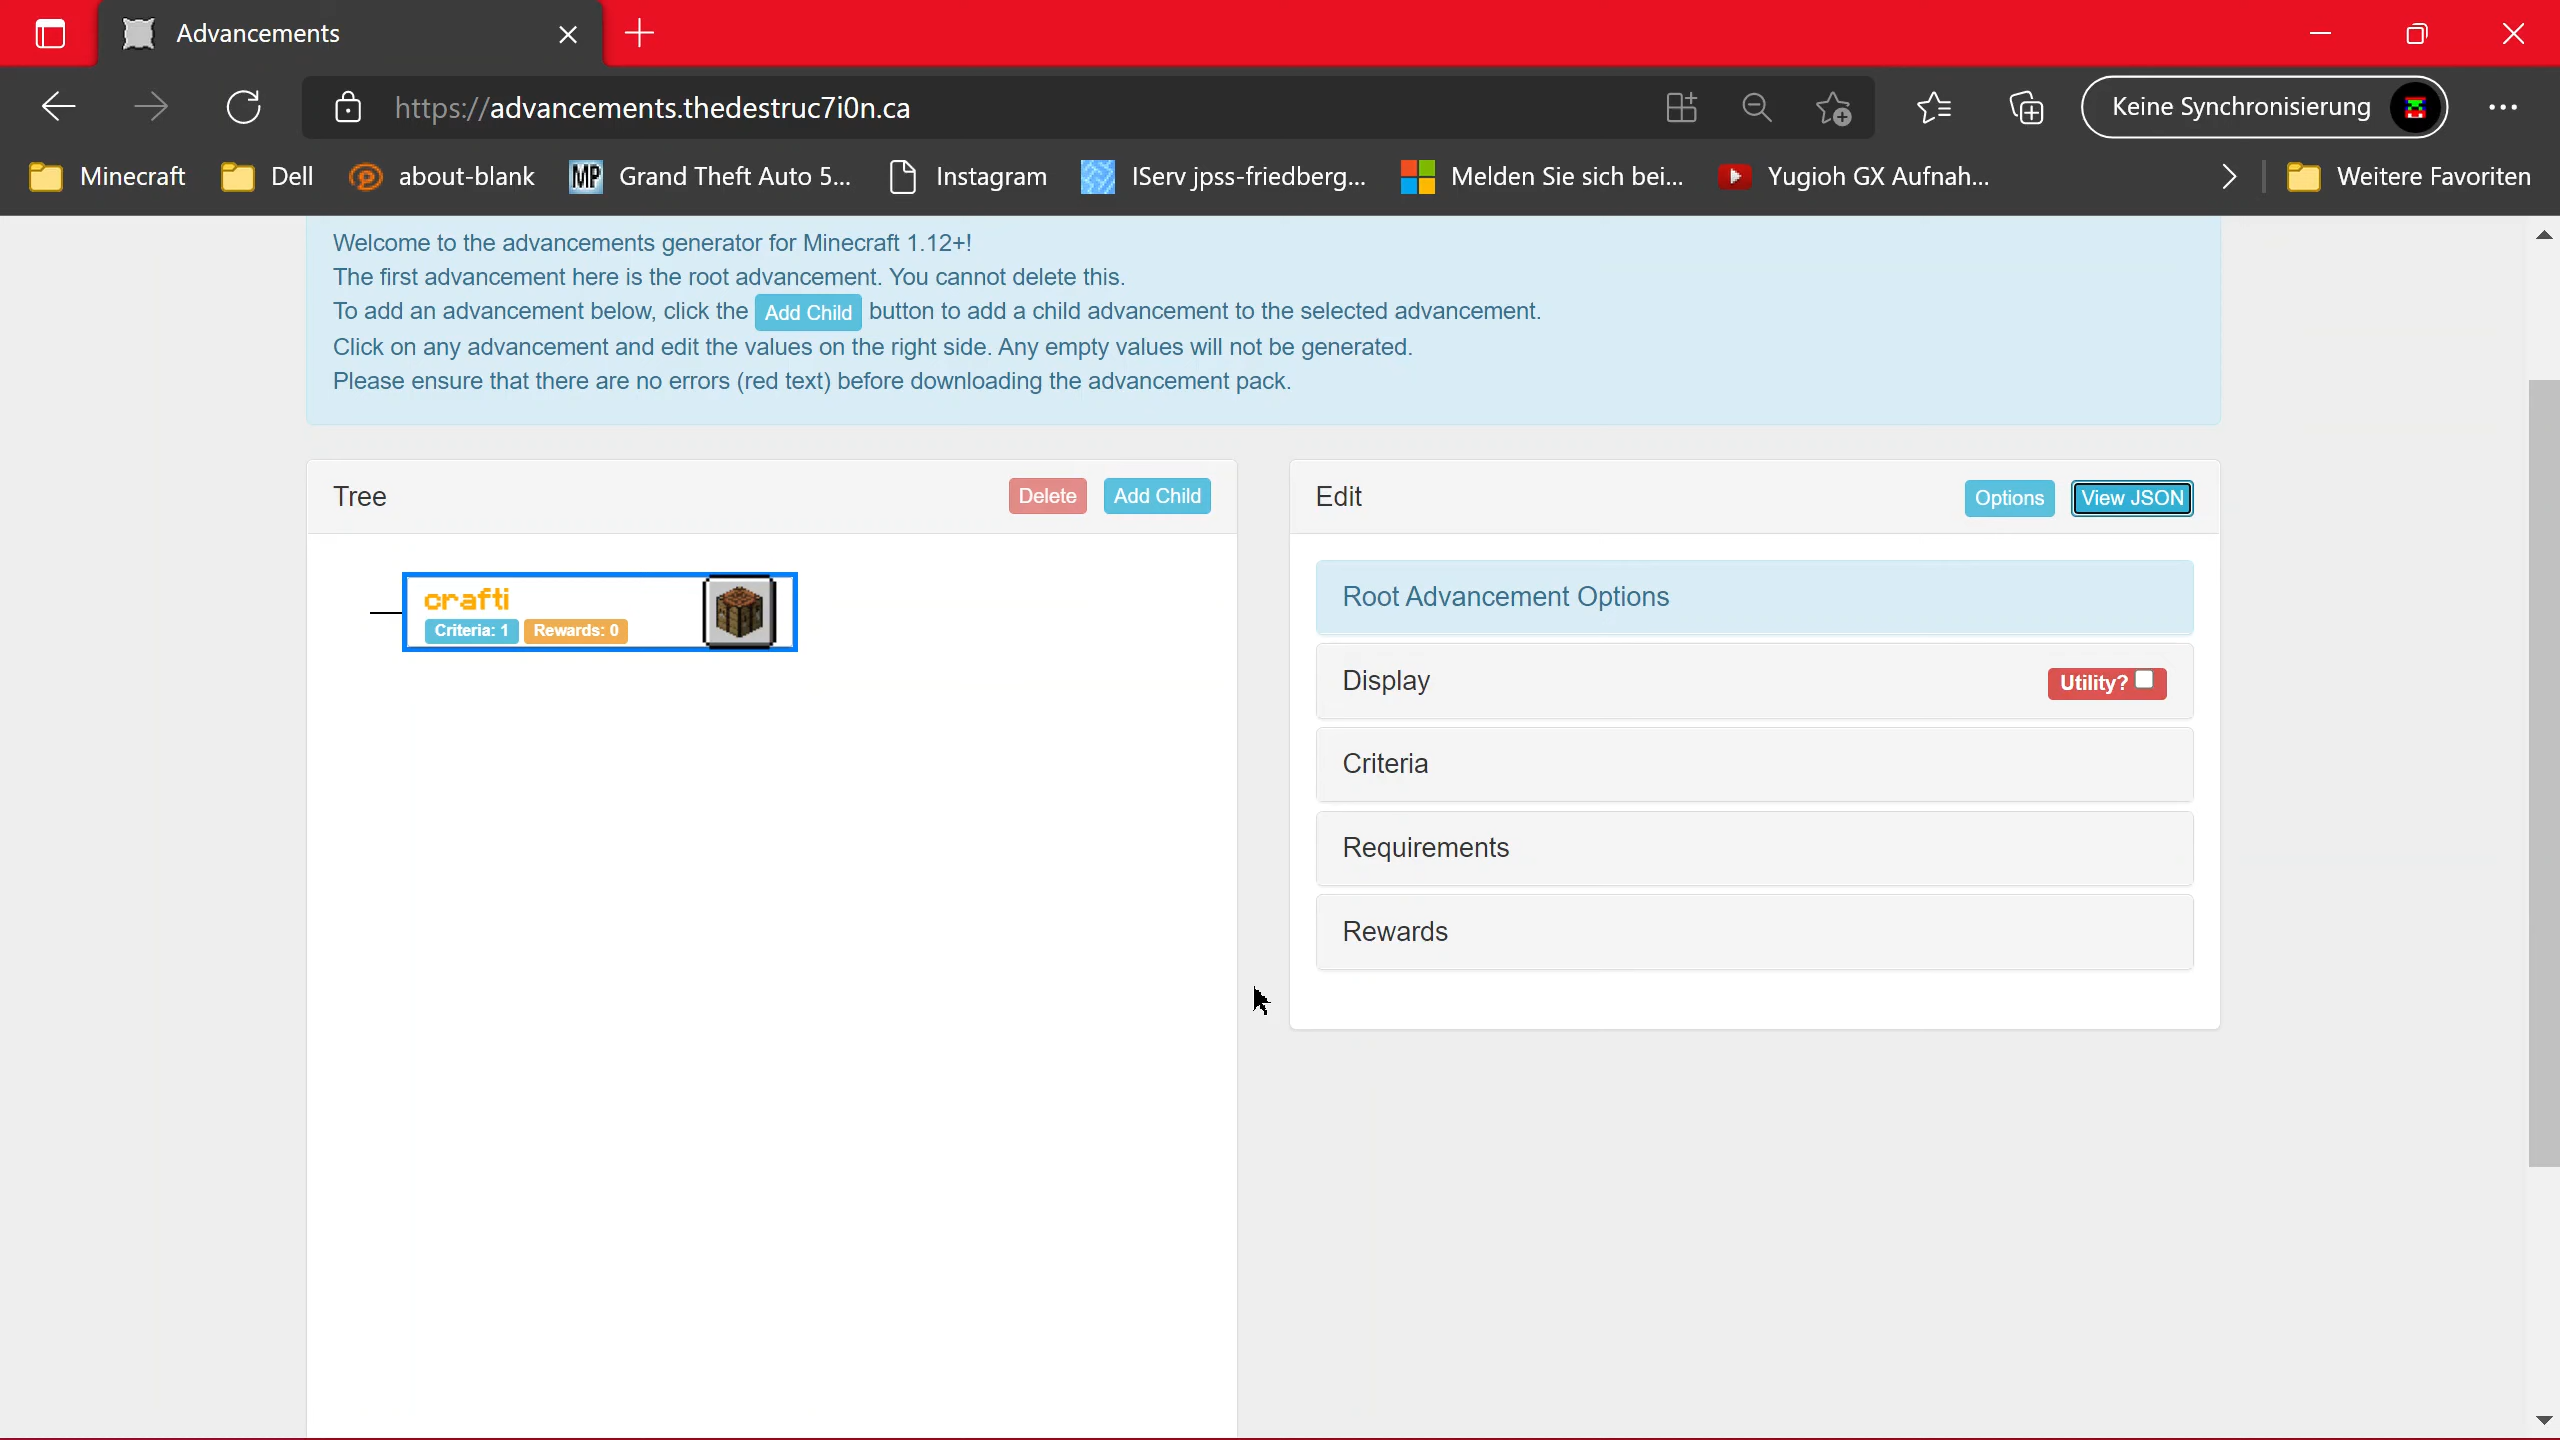 Advancements
https://advancements.thedestruc7i0n.ca
Keine Synchronisierung
Minecraft
Dell
about-blank
MP
Grand Theft Auto 5...
Instagram
IServ jpss-friedberg...
Melden Sie sich bei...
Yugioh GX Aufnah...
Weitere Favoriten
Welcome to the advancements generator for Minecraft 1.12+!
The first advancement here is the root advancement. You cannot delete this.
To add an advancement below, click the Add Child button to add a child advancement to the selected advancement.
Click on any advancement and edit the values on the right side. Any empty values will not be generated.
Please ensure that there are no errors (red text) before downloading the advancement pack.
Tree
Delete
Add Child
crafti
Criteria: 1
Rewards: 0
Edit
Options
View JSON
Root Advancement Options
Display
Utility?
Criteria
Requirements
Rewards